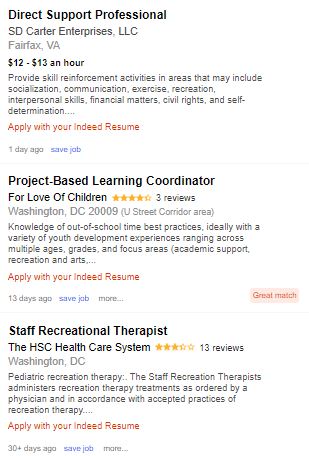 Direct Support Professional
SD Carter Enterprises, LLC
Fairfax, VA
$12 - $13 an hour
Provide skill reinforcement activities in areas that may include
socialization, communication, exercise, recreation,
interpersonal skills, financial matters, civil rights, and self-
determination....
Apply with your Indeed Resume
1 day ago save job
Project-Based Learning Coordinator
For Love Of Children 3 reviews
Washington, DC 20009 (U Street Corridor area)
Knowledge of out-of-school time best practices, ideally with a
variety of youth development experiences ranging across
multiple ages, grades, and focus areas (academic support,
recreation and arts,...
Apply with your Indeed Resume
13 days ago save job more... Great match
Staff Recreational Therapist
The HSC Health Care System 13 reviews
Washington, DC
Pediatric recreation therapy:. The Staff Recreation Therapists
administers recreation therapy treatments as ordered by a
physician and in accordance with accepted practices of
recreation therapy....
Apply with your Indeed Resume
30+ days ago save job more...